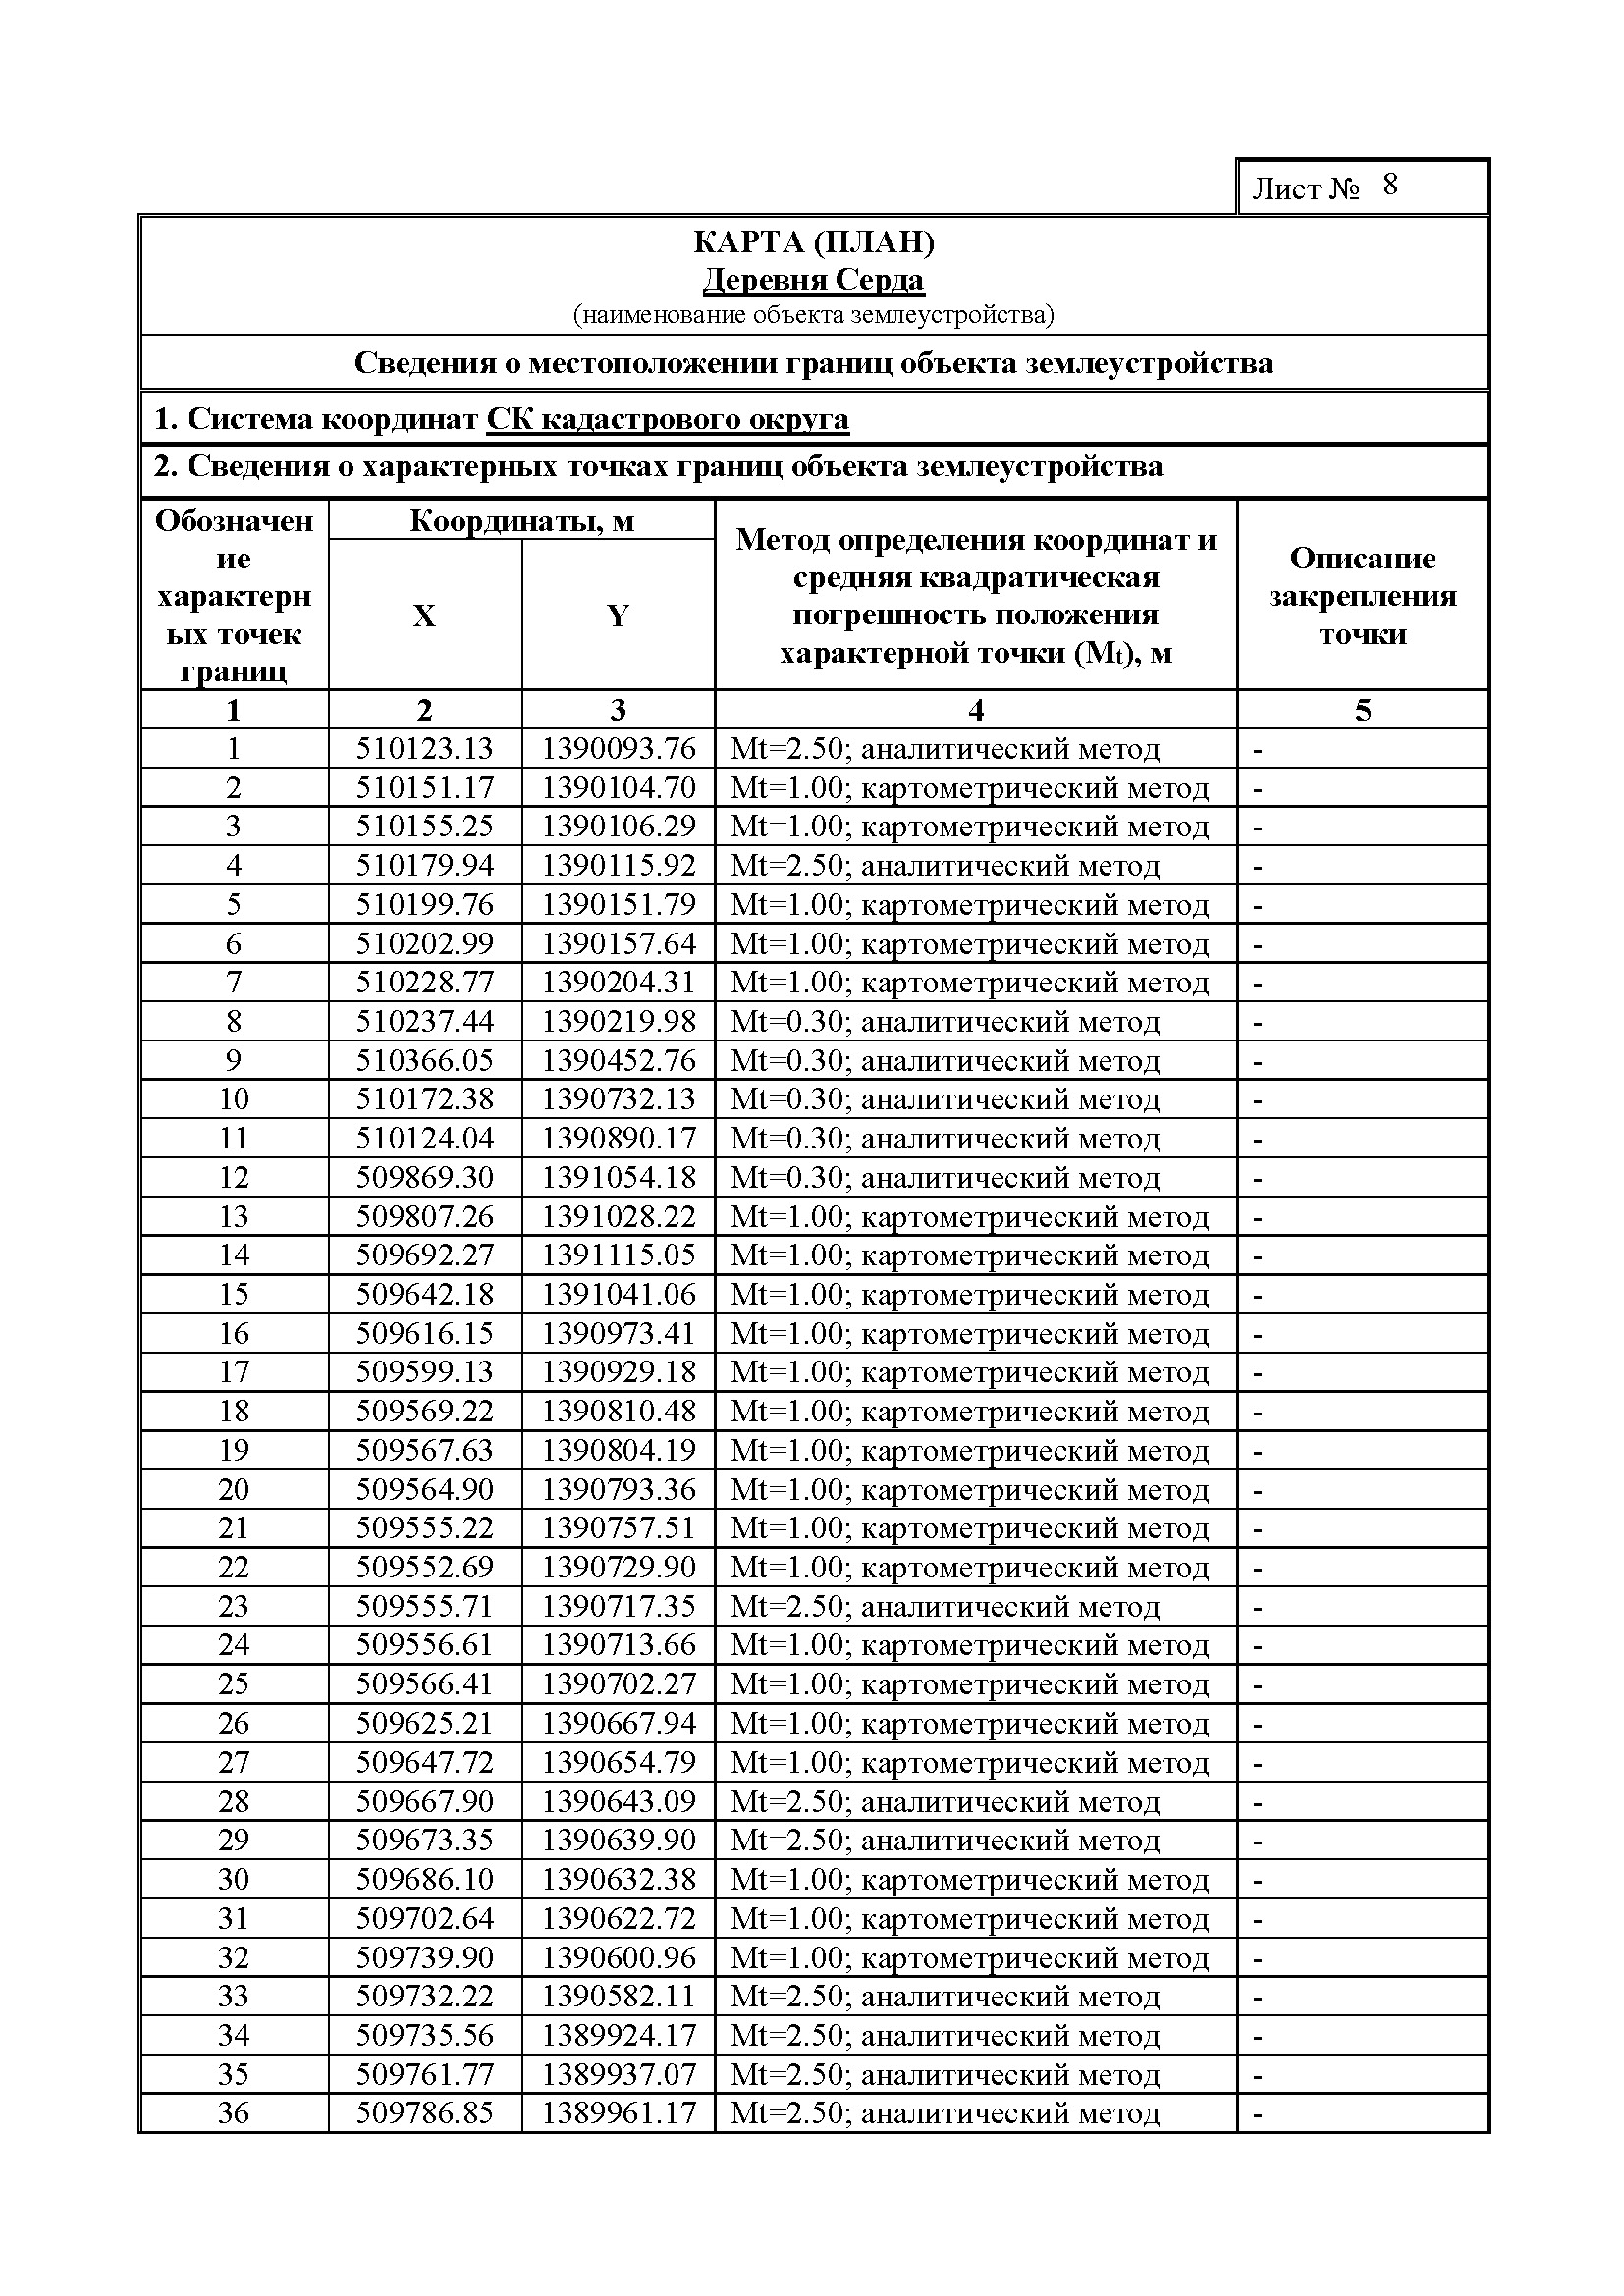 Лист № 8
КАРТА (ПЛАН)
Деревня Серда
(наименование объекта землеустройства)
Сведения о местоположении границ объекта землеустройства
1. Система координат СК кадастрового округа
2. Сведения о характерных точках границ объекта землеустройства
Обозначен
ие
характерн
ых точек
границ
Координаты, м
X
Y
Метод определения координат и
средняя квадратическая
погрешность положения
характерной точки (Mt), м
Описание
закрепления
точки
1 2 3 4 5
1 510123.13 1390093.76 Mt=2.50; аналитический метод -
2 510151.17 1390104.70 Mt=1.00; картометрический метод -
3 510155.25 1390106.29 Mt=1.00; картометрический метод -
4 510179.94 1390115.92 Mt=2.50; аналитический метод -
5 510199.76 1390151.79 Mt=1.00; картометрический метод -
6 510202.99 1390157.64 Mt=1.00; картометрический метод -
7 510228.77 1390204.31 Mt=1.00; картометрический метод -
8 510237.44 1390219.98 Mt=0.30; аналитический метод -
9 510366.05 1390452.76 Mt=0.30; аналитический метод -
10 510172.38 1390732.13 Mt=0.30; аналитический метод -
11 510124.04 1390890.17 Mt=0.30; аналитический метод -
12 509869.30 1391054.18 Mt=0.30; аналитический метод -
13 509807.26 1391028.22 Mt=1.00; картометрический метод -
14 509692.27 1391115.05 Mt=1.00; картометрический метод -
15 509642.18 1391041.06 Mt=1.00; картометрический метод -
16 509616.15 1390973.41 Mt=1.00; картометрический метод -
17 509599.13 1390929.18 Mt=1.00; картометрический метод -
18 509569.22 1390810.48 Mt=1.00; картометрический метод -
19 509567.63 1390804.19 Mt=1.00; картометрический метод -
20 509564.90 1390793.36 Mt=1.00; картометрический метод -
21 509555.22 1390757.51 Mt=1.00; картометрический метод -
22 509552.69 1390729.90 Mt=1.00; картометрический метод -
23 509555.71 1390717.35 Mt=2.50; аналитический метод -
24 509556.61 1390713.66 Mt=1.00; картометрический метод -
25 509566.41 1390702.27 Mt=1.00; картометрический метод -
26 509625.21 1390667.94 Mt=1.00; картометрический метод -
27 509647.72 1390654.79 Mt=1.00; картометрический метод -
28 509667.90 1390643.09 Mt=2.50; аналитический метод -
29 509673.35 1390639.90 Mt=2.50; аналитический метод -
30 509686.10 1390632.38 Mt=1.00; картометрический метод -
31 509702.64 1390622.72 Mt=1.00; картометрический метод -
32 509739.90 1390600.96 Mt=1.00; картометрический метод -
33 509732.22 1390582.11 Mt=2.50; аналитический метод -
34 509735.56 1389924.17 Mt=2.50; аналитический метод -
35 509761.77 1389937.07 Mt=2.50; аналитический метод -
36 509786.85 1389961.17 Mt=2.50; аналитический метод -